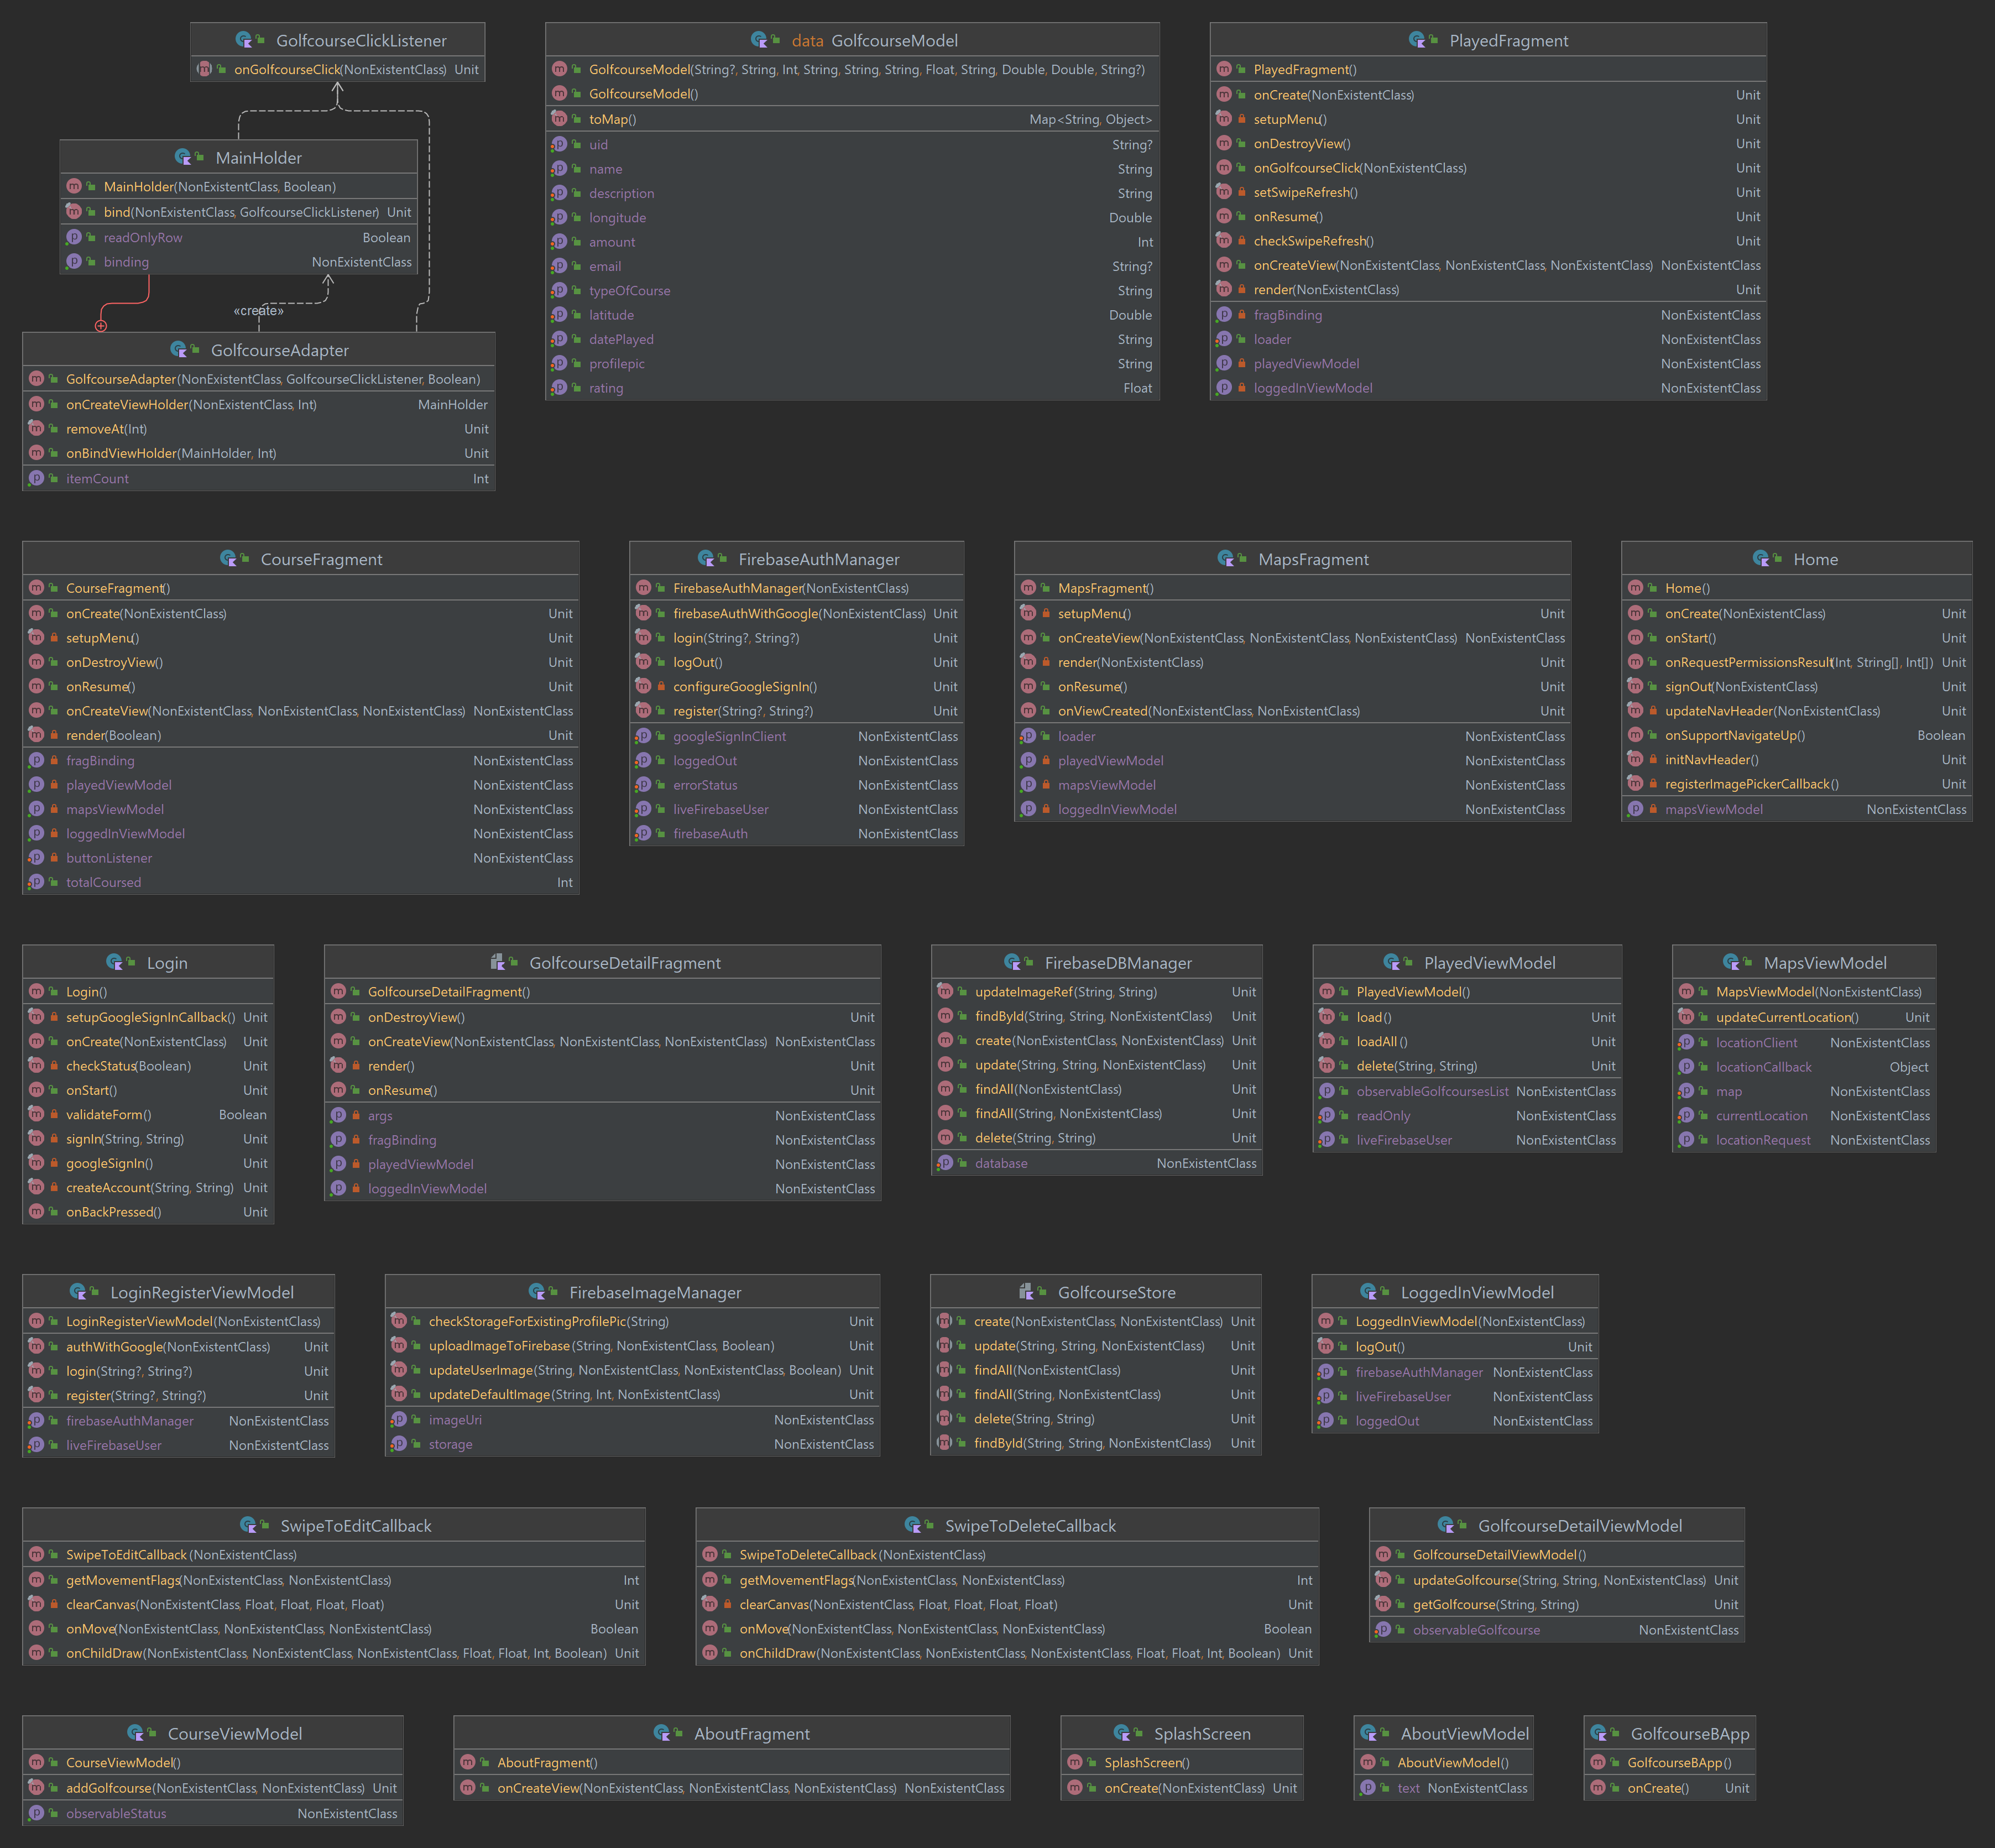 GolfcourseClickListener
onGolfcourseClick(NonExistentClass) Unit
MainHolder
MainHolder(NonExistentClass, Boolean)
bind(NonExistentClass, GolfcourseClickListener) Unit
readOnlyRow Boolean
binding NonExistentClass
«create»
GolfcourseAdapter
GolfcourseAdapter(NonExistentClass, GolfcourseClickListener, Boolean)
onCreateViewHolder(NonExistentClass, Int) MainHolder
removeAt(Int) Unit
onBindViewHolder(MainHolder, Int) Unit
itemCount Int
data GolfcourseModel
GolfcourseModel(String?, String, Int, String, String, String, Float, String, Double, Double, String?)
GolfcourseModel()
toMap() Map<String, Object>
uid String?
name String
description String
longitude Double
amount Int
email String?
typeOfCourse String
latitude Double
datePlayed String
profilepic String
rating Float
PlayedFragment
PlayedFragment()
onCreate(NonExistentClass) Unit
setupMenu() Unit
onDestroyView() Unit
onGolfcourseClick(NonExistentClass) Unit
setSwipeRefresh() Unit
onResume() Unit
checkSwipeRefresh() Unit
onCreateView(NonExistentClass, NonExistentClass, NonExistentClass) NonExistentClass
render(NonExistentClass) Unit
fragBinding NonExistentClass
loader NonExistentClass
playedViewModel NonExistentClass
loggedInViewModel NonExistentClass
CourseFragment
CourseFragment()
onCreate(NonExistentClass) Unit
setupMenu() Unit
onDestroyView() Unit
onResume() Unit
onCreateView(NonExistentClass, NonExistentClass, NonExistentClass) NonExistentClass
render(Boolean) Unit
fragBinding NonExistentClass
playedViewModel NonExistentClass
mapsViewModel NonExistentClass
loggedInViewModel NonExistentClass
buttonListener NonExistentClass
totalCoursed Int
FirebaseAuthManager
FirebaseAuthManager(NonExistentClass)
firebaseAuthWithGoogle(NonExistentClass) Unit
login(String?, String?) Unit
logOut() Unit
configureGoogleSignIn() Unit
register(String?, String?) Unit
googleSignInClient NonExistentClass
loggedOut NonExistentClass
errorStatus NonExistentClass
liveFirebaseUser NonExistentClass
firebaseAuth NonExistentClass
MapsFragment
MapsFragment()
setupMenu() Unit
onCreateView(NonExistentClass, NonExistentClass, NonExistentClass) NonExistentClass
render(NonExistentClass) Unit
onResume() Unit
onViewCreated(NonExistentClass, NonExistentClass) Unit
loader NonExistentClass
playedViewModel NonExistentClass
mapsViewModel NonExistentClass
loggedInViewModel NonExistentClass
Home
Home()
onCreate(NonExistentClass) Unit
onStart() Unit
onRequestPermissionsResult(Int, String[], Int[]) Unit
signOut(NonExistentClass) Unit
updateNavHeader(NonExistentClass) Unit
onSupportNavigateUp() Boolean
initNavHeader() Unit
registerImagePickerCallback() Unit
mapsViewModel NonExistentClass
Login
Login()
setupGoogleSignInCallback() Unit
onCreate(NonExistentClass) Unit
checkStatus(Boolean) Unit
onStart() Unit
validateForm() Boolean
signIn(String, String) Unit
googleSignIn() Unit
createAccount(String, String) Unit
onBackPressed() Unit
GolfcourseDetailFragment
GolfcourseDetailFragment()
onDestroyView() Unit
onCreateView(NonExistentClass, NonExistentClass, NonExistentClass) NonExistentClass
render() Unit
onResume() Unit
args NonExistentClass
fragBinding NonExistentClass
playedViewModel NonExistentClass
loggedInViewModel NonExistentClass
FirebaseDBManager
updateImageRef(String, String) Unit
findById(String, String, NonExistentClass) Unit
create(NonExistentClass, NonExistentClass) Unit
update(String, String, NonExistentClass) Unit
findAll(NonExistentClass) Unit
findAll(String, NonExistentClass) Unit
delete(String, String) Unit
database NonExistentClass
PlayedViewModel
PlayedViewModel()
load() Unit
loadAll() Unit
delete(String, String) Unit
observableGolfcoursesList NonExistentClass
readOnly NonExistentClass
liveFirebaseUser NonExistentClass
MapsViewModel
MapsViewModel(NonExistentClass)
updateCurrentLocation() Unit
locationClient NonExistentClass
locationCallback Object
map NonExistentClass
currentLocation NonExistentClass
locationRequest NonExistentClass
LoginRegisterViewModel
LoginRegisterViewModel(NonExistentClass)
authWithGoogle(NonExistentClass) Unit
login(String?, String?) Unit
register(String?, String?) Unit
firebaseAuthManager NonExistentClass
liveFirebaseUser NonExistentClass
FirebaseImageManager
checkStorageForExistingProfilePic(String) Unit
uploadImageToFirebase(String, NonExistentClass, Boolean) Unit
updateUserImage(String, NonExistentClass, NonExistentClass, Boolean) Unit
updateDefaultImage(String, Int, NonExistentClass) Unit
imageUri NonExistentClass
storage NonExistentClass
GolfcourseStore
create(NonExistentClass, NonExistentClass) Unit
update(String, String, NonExistentClass) Unit
findAll(NonExistentClass) Unit
findAll(String, NonExistentClass) Unit
delete(String, String) Unit
findById(String, String, NonExistentClass) Unit
LoggedInViewModel
LoggedInViewModel(NonExistentClass)
logOut() Unit
firebaseAuthManager NonExistentClass
liveFirebaseUser NonExistentClass
loggedOut NonExistentClass
SwipeToEditCallback
SwipeToEditCallback(NonExistentClass)
getMovementFlags(NonExistentClass, NonExistentClass) Int
clearCanvas(NonExistentClass, Float, Float, Float, Float) Unit
onMove(NonExistentClass, NonExistentClass, NonExistentClass) Boolean
onChildDraw(NonExistentClass, NonExistentClass, NonExistentClass, Float, Float, Int, Boolean) Unit
SwipeToDeleteCallback
SwipeToDeleteCallback(NonExistentClass)
getMovementFlags(NonExistentClass, NonExistentClass) Int
clearCanvas(NonExistentClass, Float, Float, Float, Float) Unit
onMove(NonExistentClass, NonExistentClass, NonExistentClass) Boolean
onChildDraw(NonExistentClass, NonExistentClass, NonExistentClass, Float, Float, Int, Boolean) Unit
GolfcourseDetailViewModel
GolfcourseDetailViewModel()
updateGolfcourse(String, String, NonExistentClass) Unit
getGolfcourse(String, String) Unit
observableGolfcourse NonExistentClass
CourseViewModel
CourseViewModel()
addGolfcourse(NonExistentClass, NonExistentClass) Unit
observableStatus NonExistentClass
AboutFragment
AboutFragment()
onCreateView(NonExistentClass, NonExistentClass, NonExistentClass) NonExistentClass
SplashScreen
SplashScreen()
onCreate(NonExistentClass) Unit
AboutViewModel
AboutViewModel()
text NonExistentClass
GolfcourseBApp
GolfcourseBApp()
onCreate() Unit